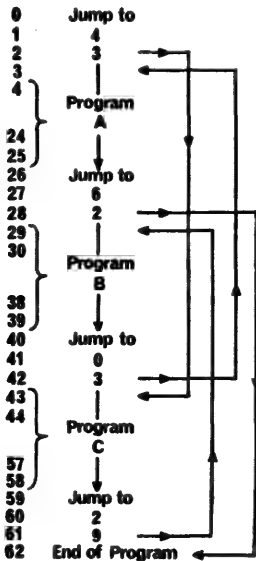 0 Jump to
1 4
2 3
3
4
Program
A
24
25
26 Jump to
27 6
28 2
29
30
Program
B
38
39
40 Jump to
41 0
42 3
43
44
Program
C
57
58
59 Jump to
60 2
61 9
62 End of Program